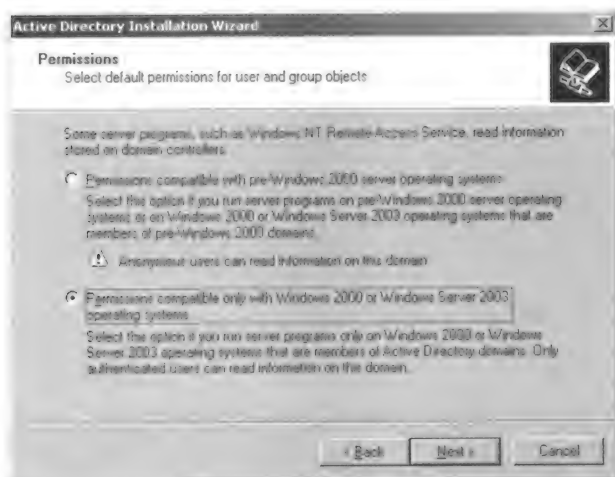 Active Directory Installation Wizard
Permissions
Select default permissions for user and group objects
Some server programs, such as Windows NT Remote Access Service, read information
stored on domain controllers.
Permissions compatible with pre-Windows 2000 server operating systems
Select this option if you run server programs on pre-Windows 2000 server operating
systems or on Windows 2000 or Windows Server 2003 operating systems that are
members of pre-Windows 2000 domains.
Anonymous users can read information on this domain.
Permissions compatible only with Windows 2000 or Windows Server 2003
operating systems
Select this option if you run server programs only on Windows 2000 or Windows
Server 2003 operating systems that are members of Active Directory domains. Only
authenticated users can read information on this domain.
< Back
Next >
Cancel